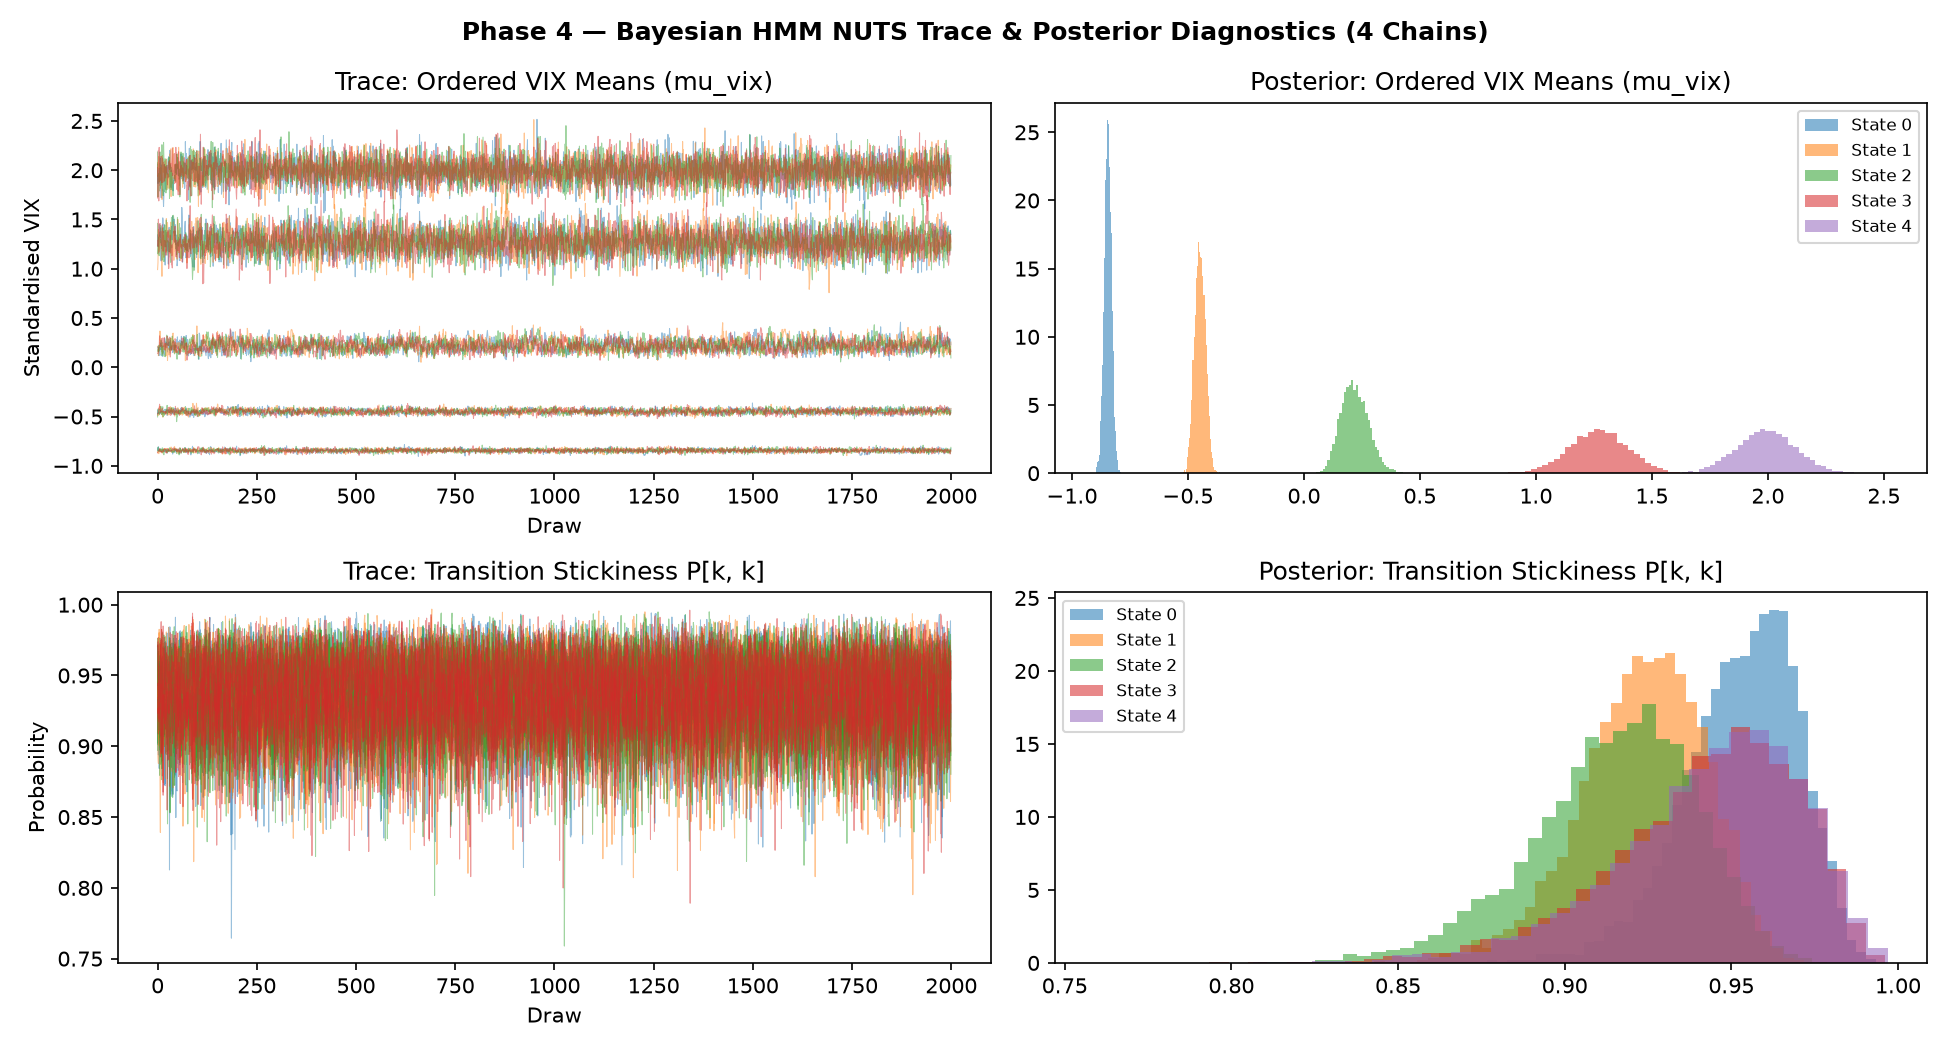 Phase 4 — Bayesian HMM NUTS Trace & Posterior Diagnostics (4 Chains)
Trace: Ordered VIX Means (mu_vix)
Standardised VIX
2.5
2.0
1.5
1.0
0.5
0.0
−0.5
−1.0
0 250 500 750 1000 1250 1500 1750 2000
Draw
Posterior: Ordered VIX Means (mu_vix)
25
20
15
10
5
0
−1.0 −0.5 0.0 0.5 1.0 1.5 2.0 2.5
State 0
State 1
State 2
State 3
State 4
Trace: Transition Stickiness P[k, k]
Probability
1.00
0.95
0.90
0.85
0.80
0.75
0 250 500 750 1000 1250 1500 1750 2000
Draw
Posterior: Transition Stickiness P[k, k]
25
20
15
10
5
0
0.75 0.80 0.85 0.90 0.95 1.00
State 0
State 1
State 2
State 3
State 4